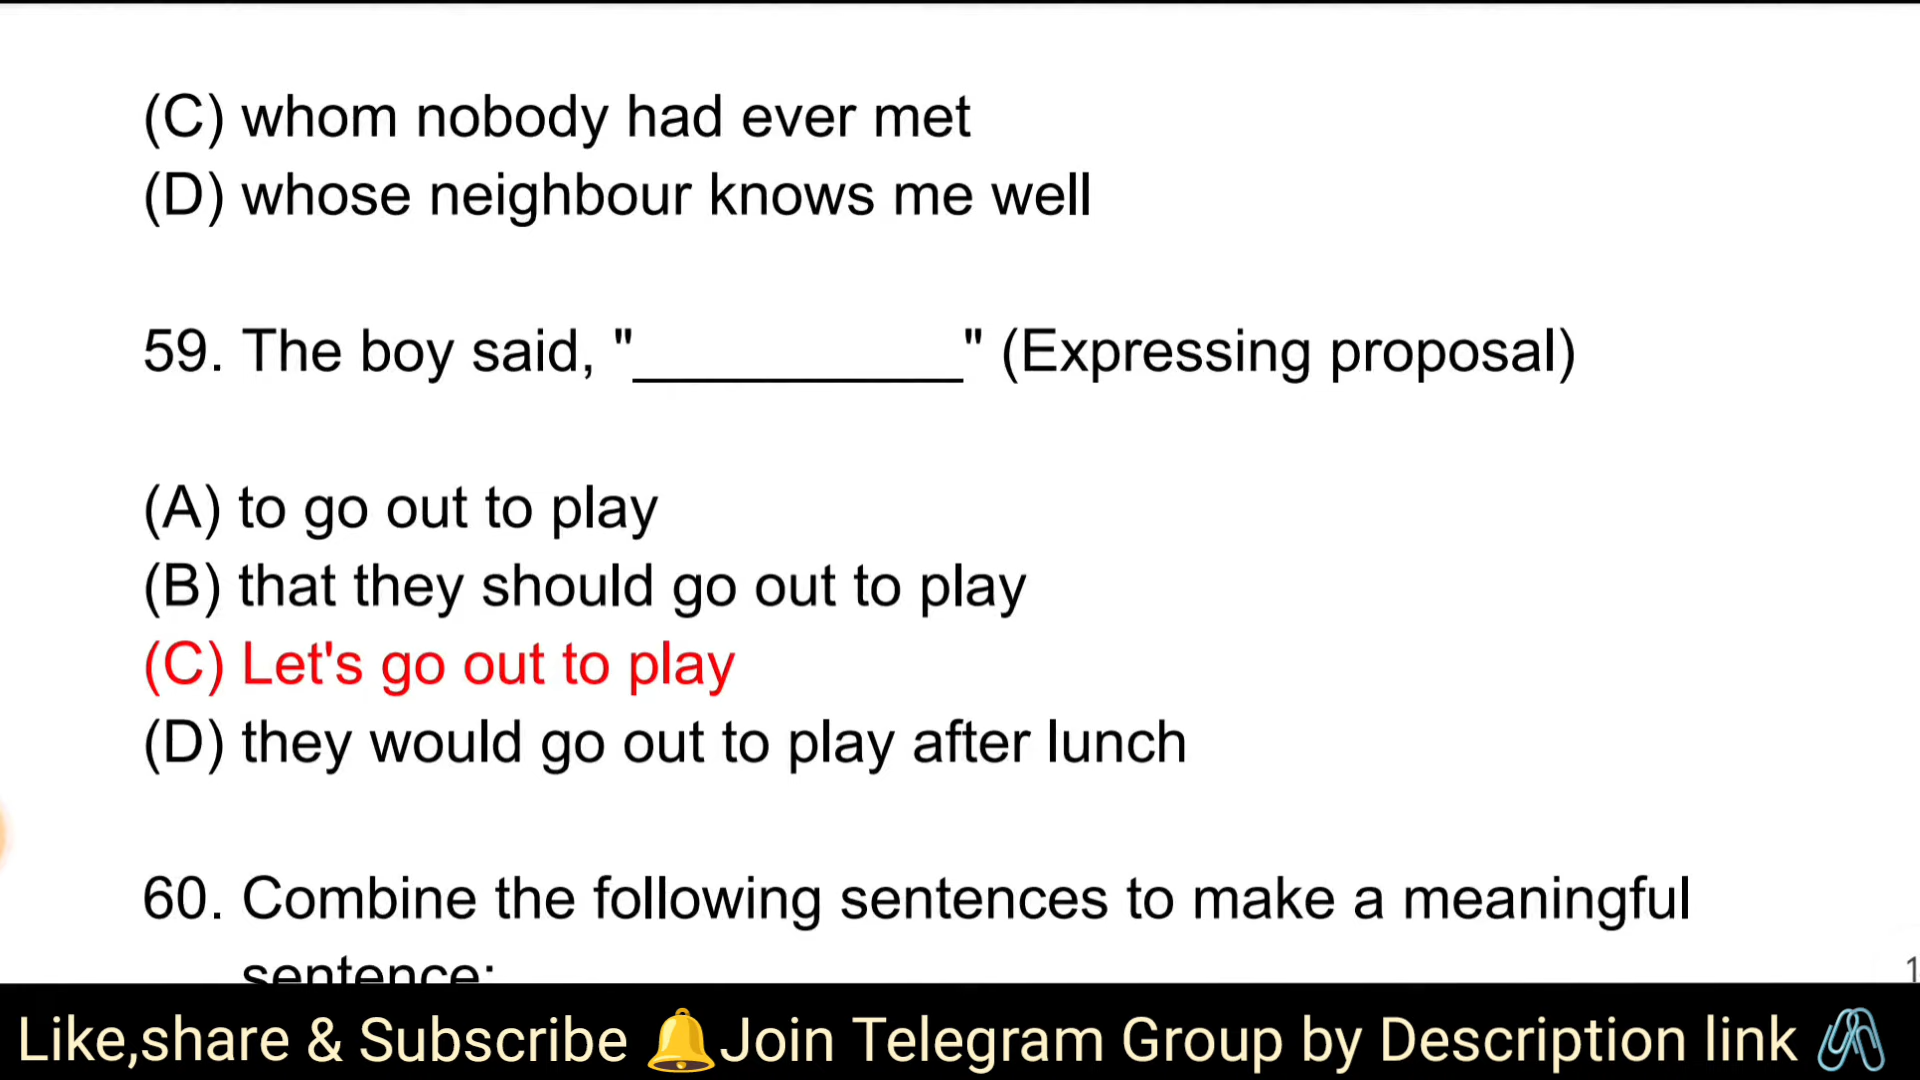 (C) whom nobody had ever met
(D) whose neighbour knows me well
59. The boy said, "__________" (Expressing proposal)
(A) to go out to play
(B) that they should go out to play
(C) Let's go out to play
(D) they would go out to play after lunch
60. Combine the following sentences to make a meaningful
sentence:
1
Like,share & Subscribe 🔔Join Telegram Group by Description link 🖇️